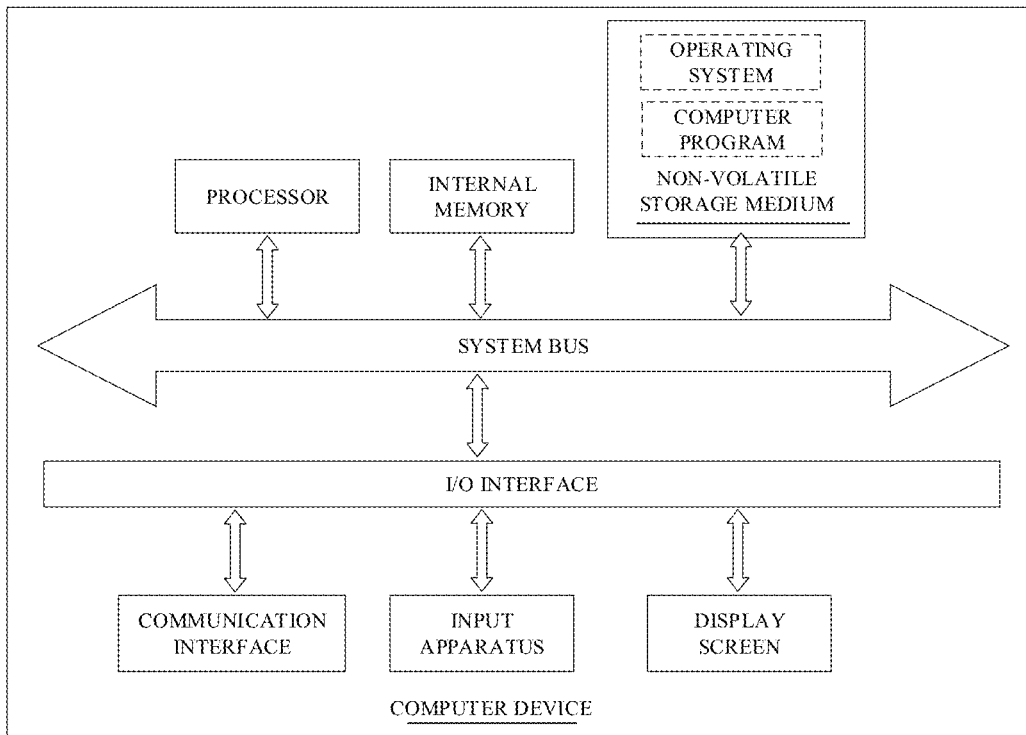 OPERATING
SYSTEM
COMPUTER
PROGRAM
NON-VOLATILE
STORAGE MEDIUM
PROCESSOR
INTERNAL
MEMORY
SYSTEM BUS
I/O INTERFACE
COMMUNICATION
INTERFACE
INPUT
APPARATUS
DISPLAY
SCREEN
COMPUTER DEVICE